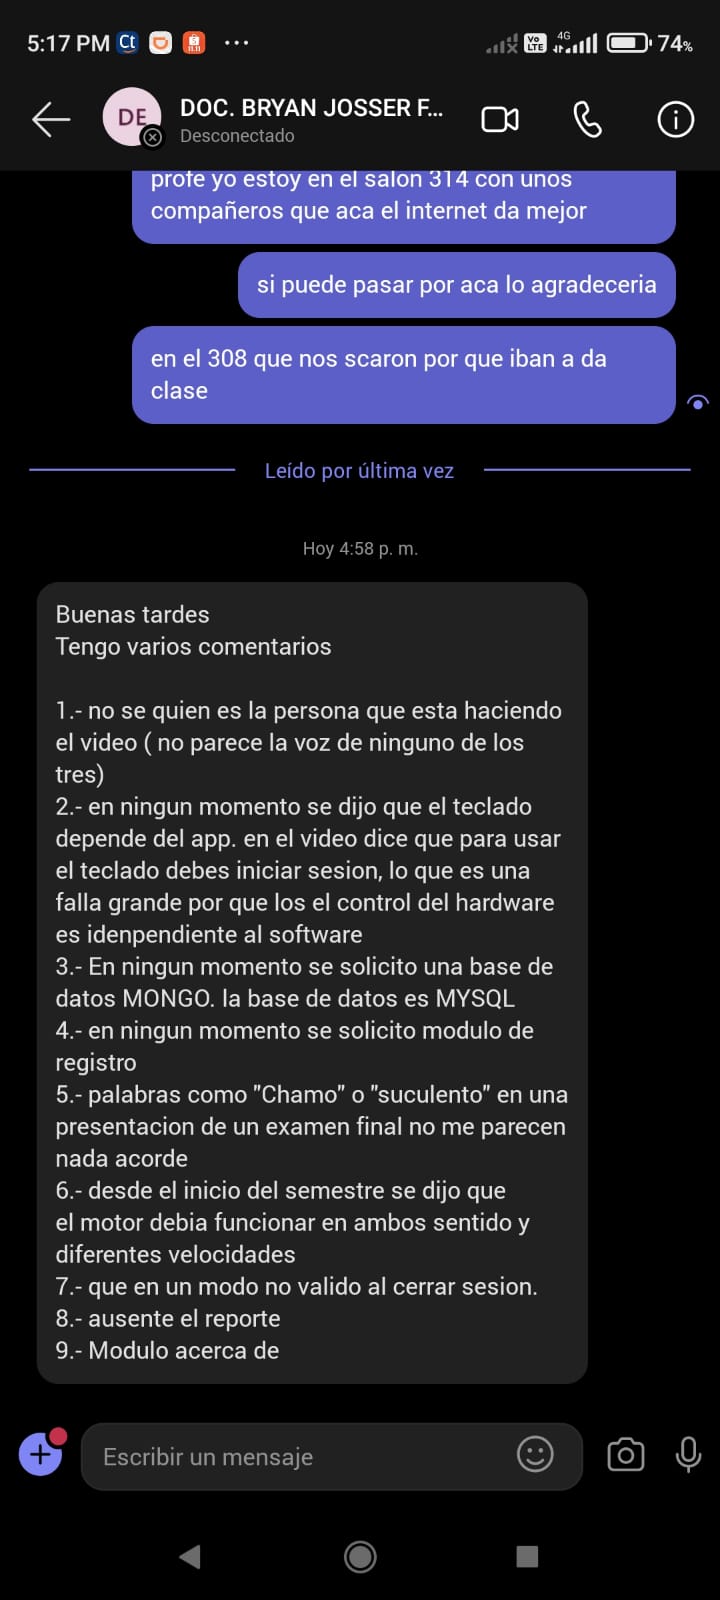 5:17 PM Ct 11.11 ... Vo LTE 4G 74%
DE DOC. BRYAN JOSSER F...
Desconectado
profe yo estoy en el salon 314 con unos
compañeros que aca el internet da mejor
si puede pasar por aca lo agradeceria
en el 308 que nos scaron por que iban a da
clase
Leído por última vez
Hoy 4:58 p. m.
Buenas tardes
Tengo varios comentarios
1.- no se quien es la persona que esta haciendo
el video ( no parece la voz de ninguno de los
tres)
2.- en ningun momento se dijo que el teclado
depende del app. en el video dice que para usar
el teclado debes iniciar sesion, lo que es una
falla grande por que los el control del hardware
es idenpendiente al software
3.- En ningun momento se solicito una base de
datos MONGO. la base de datos es MYSQL
4.- en ningun momento se solicito modulo de
registro
5.- palabras como "Chamo" o "suculento" en una
presentacion de un examen final no me parecen
nada acorde
6.- desde el inicio del semestre se dijo que
el motor debia funcionar en ambos sentido y
diferentes velocidades
7.- que en un modo no valido al cerrar sesion.
8.- ausente el reporte
9.- Modulo acerca de
Escribir un mensaje